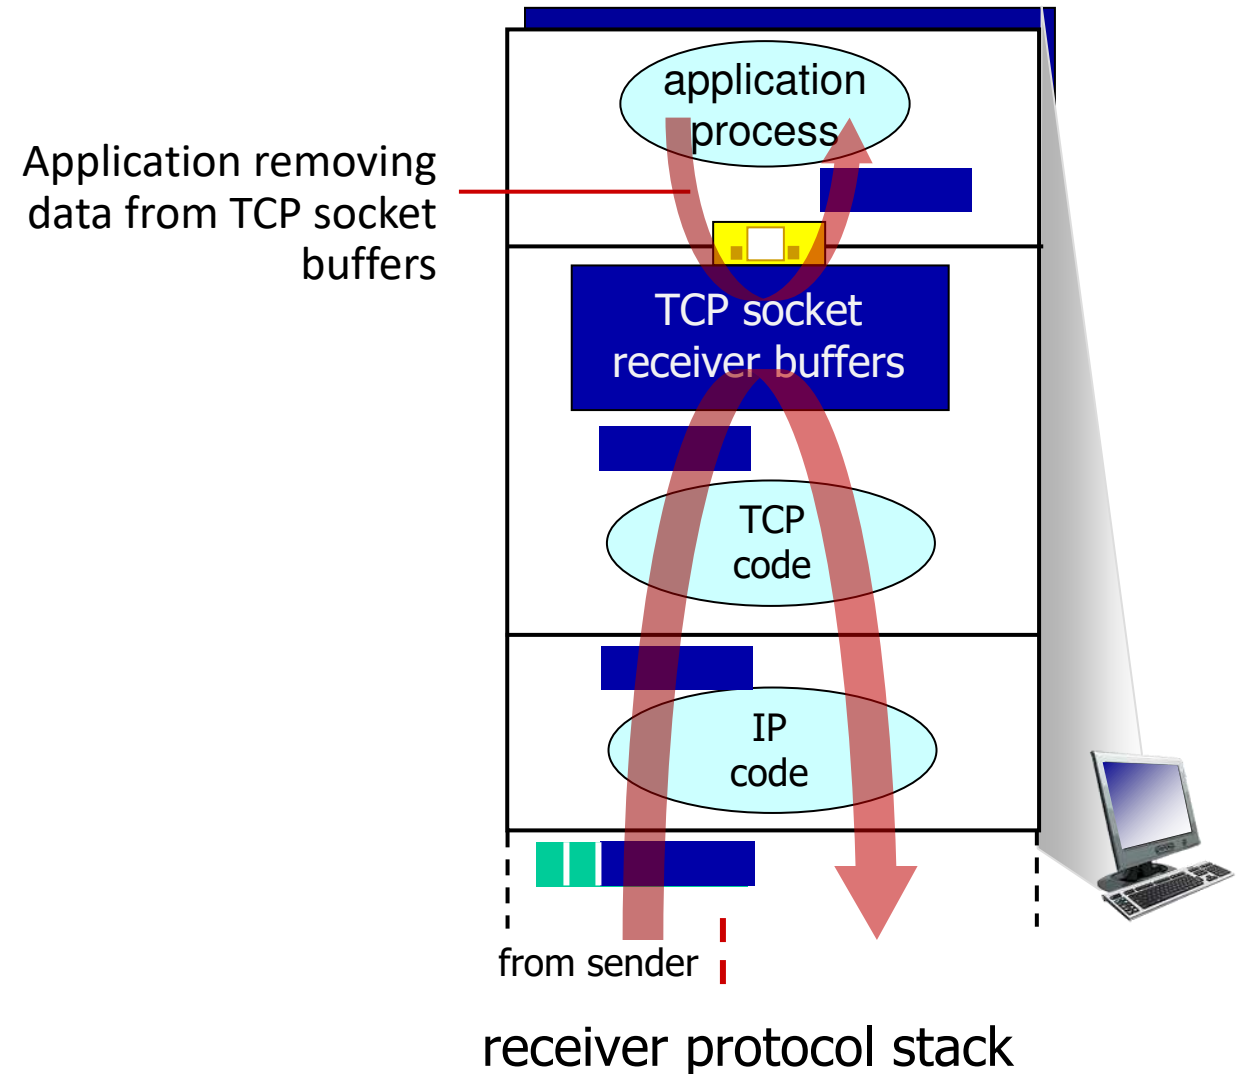 application
process
Application removing
data from TCP socket
buffers
TCP socket
receiver buffers
TCP
code
IP
code
from sender
receiver protocol stack